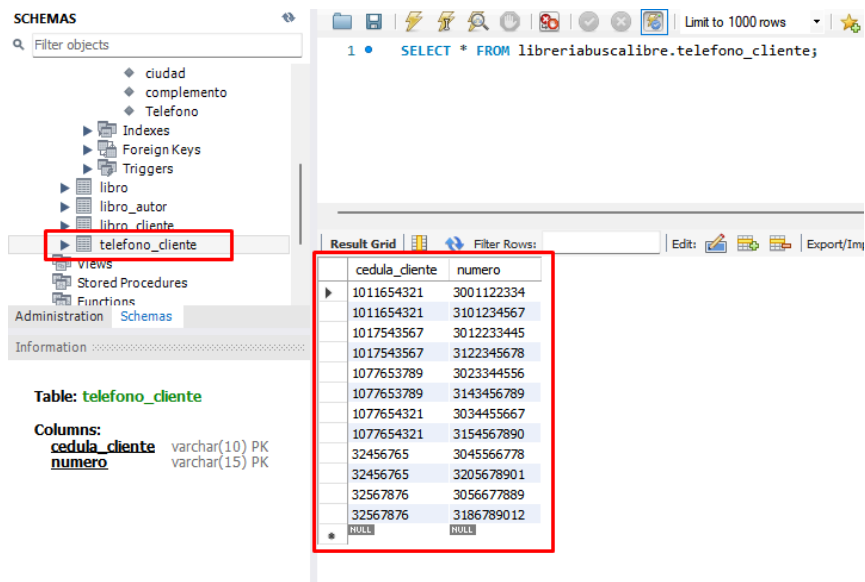 SCHEMAS
Filter objects
ciudad
complemento
Telefono
Indexes
Foreign Keys
Triggers
libro
libro_autor
libro_cliente
telefono_cliente
Views
Stored Procedures
Functions
Administration Schemas
Information
Table: telefono_cliente
Columns:
cedula_cliente varchar(10) PK
numero varchar(15) PK
Limit to 1000 rows
1 SELECT * FROM libreriabuscalibre.telefono_cliente;
Result Grid Filter Rows: Edit: Export/Imp
cedula_cliente numero
1011654321 3001122334
1011654321 3101234567
1017543567 3012233445
1017543567 3122345678
1077653789 3023344556
1077653789 3143456789
1077654321 3034455667
1077654321 3154567890
32456765 3045566778
32456765 3205678901
32567876 3056677889
32567876 3186789012
NULL NULL